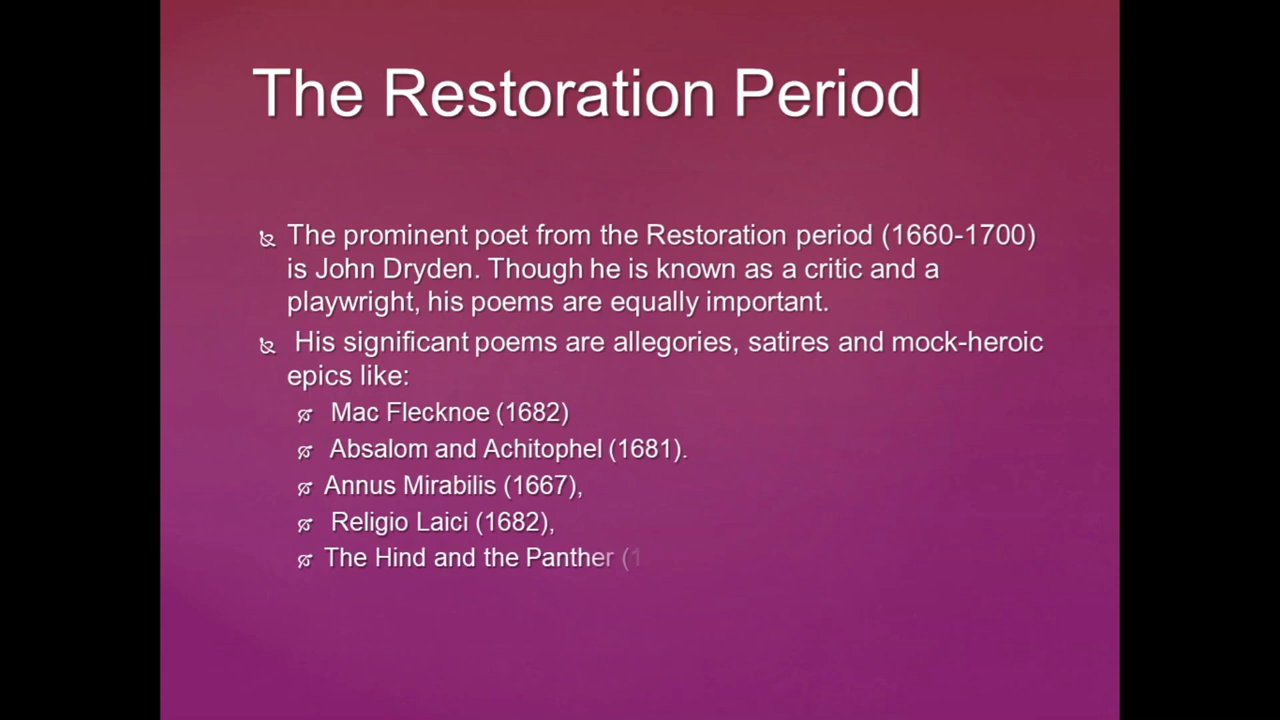 The Restoration Period
The prominent poet from the Restoration period (1660-1700)
is John Dryden. Though he is known as a critic and a
playwright, his poems are equally important.
His significant poems are allegories, satires and mock-heroic
epics like:
Mac Flecknoe (1682)
Absalom and Achitophel (1681).
Annus Mirabilis (1667),
Religio Laici (1682),
The Hind and the Panther (1